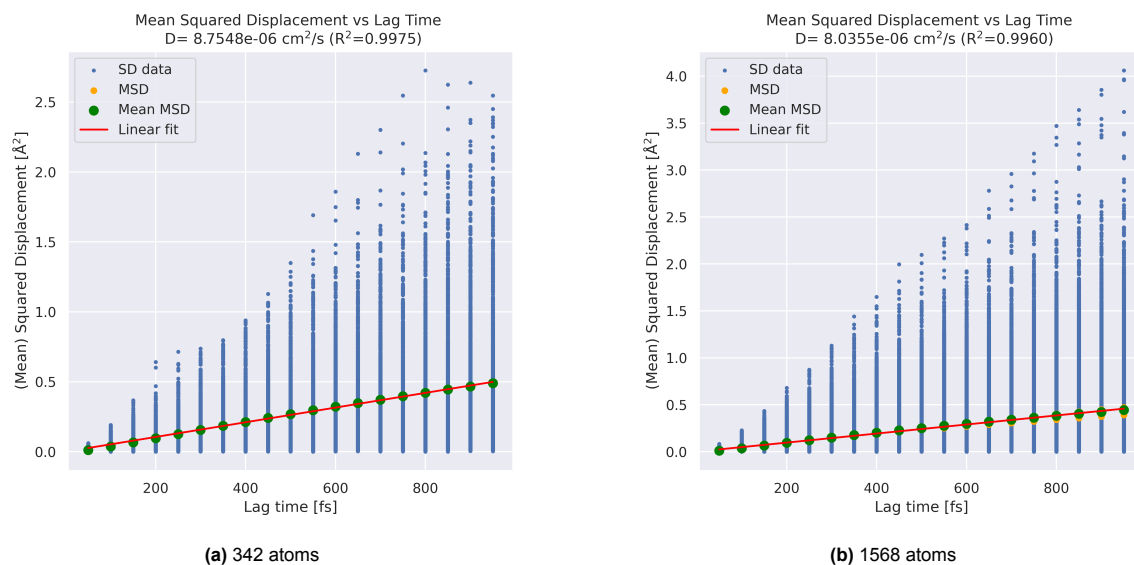 Mean Squared Displacement vs Lag Time
D= 8.7548e-06 cm²/s (R²=0.9975)
SD data
MSD
Mean MSD
Linear fit
(Mean) Squared Displacement [Å²]
2.5
2.0
1.5
1.0
0.5
0.0
200
400
600
800
Lag time [fs]
(a) 342 atoms
Mean Squared Displacement vs Lag Time
D= 8.0355e-06 cm²/s (R²=0.9960)
SD data
MSD
Mean MSD
Linear fit
(Mean) Squared Displacement [Å²]
4.0
3.5
3.0
2.5
2.0
1.5
1.0
0.5
0.0
200
400
600
800
Lag time [fs]
(b) 1568 atoms